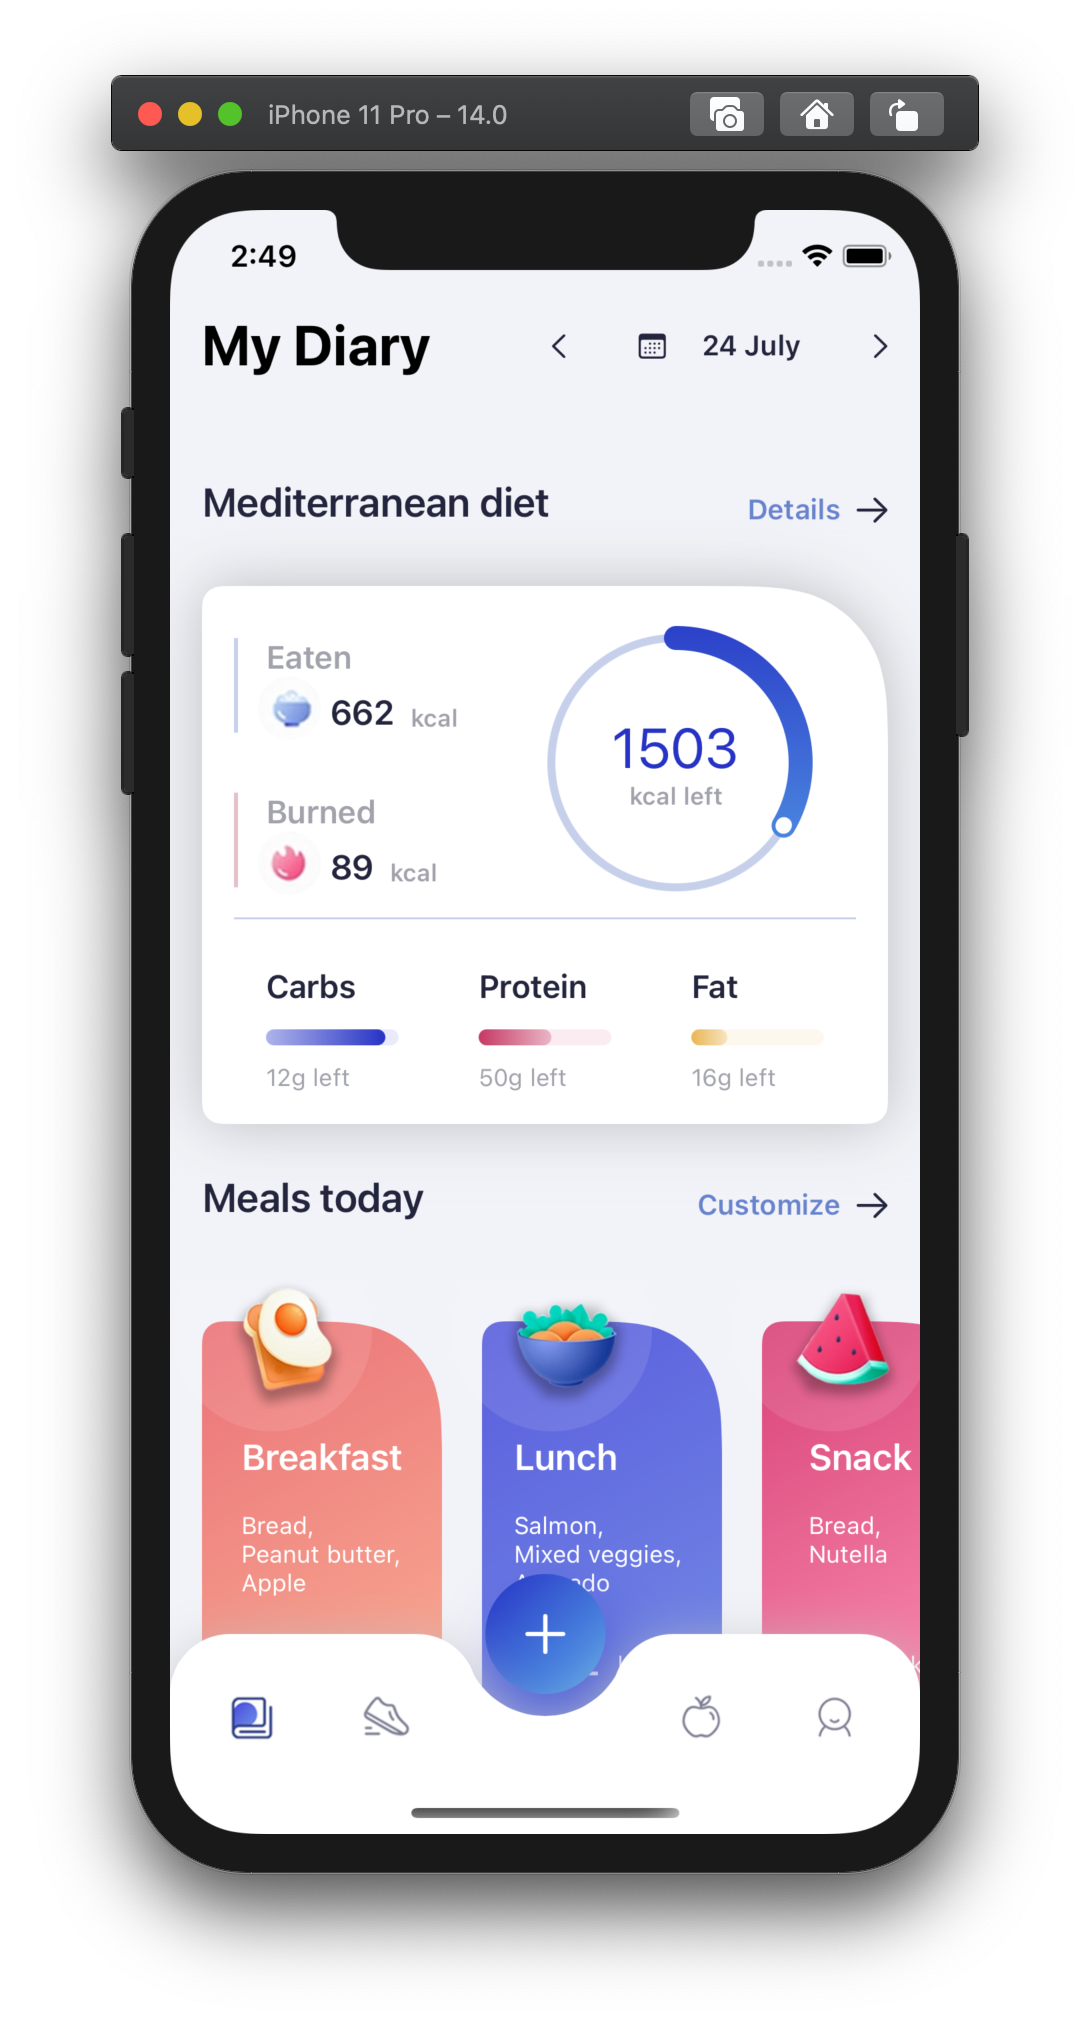 iPhone 11 Pro – 14.0
2:49
My Diary
24 July
Mediterranean diet
Details
Eaten
662 kcal
1503
kcal left
Burned
89 kcal
Carbs
Protein
Fat
12g left
50g left
16g left
Meals today
Customize
Breakfast
Bread,
Peanut butter,
Apple
Lunch
Salmon,
Mixed veggies,
Snack
Bread,
Nutella